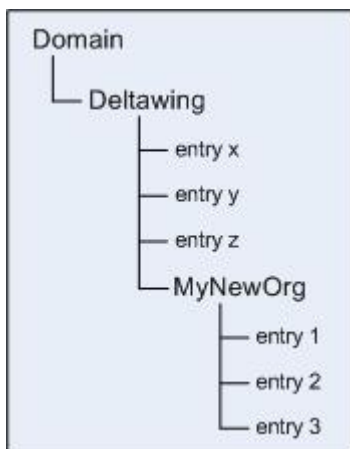 Domain
Deltawing
entry x
entry y
entry z
MyNewOrg
entry 1
entry 2
entry 3